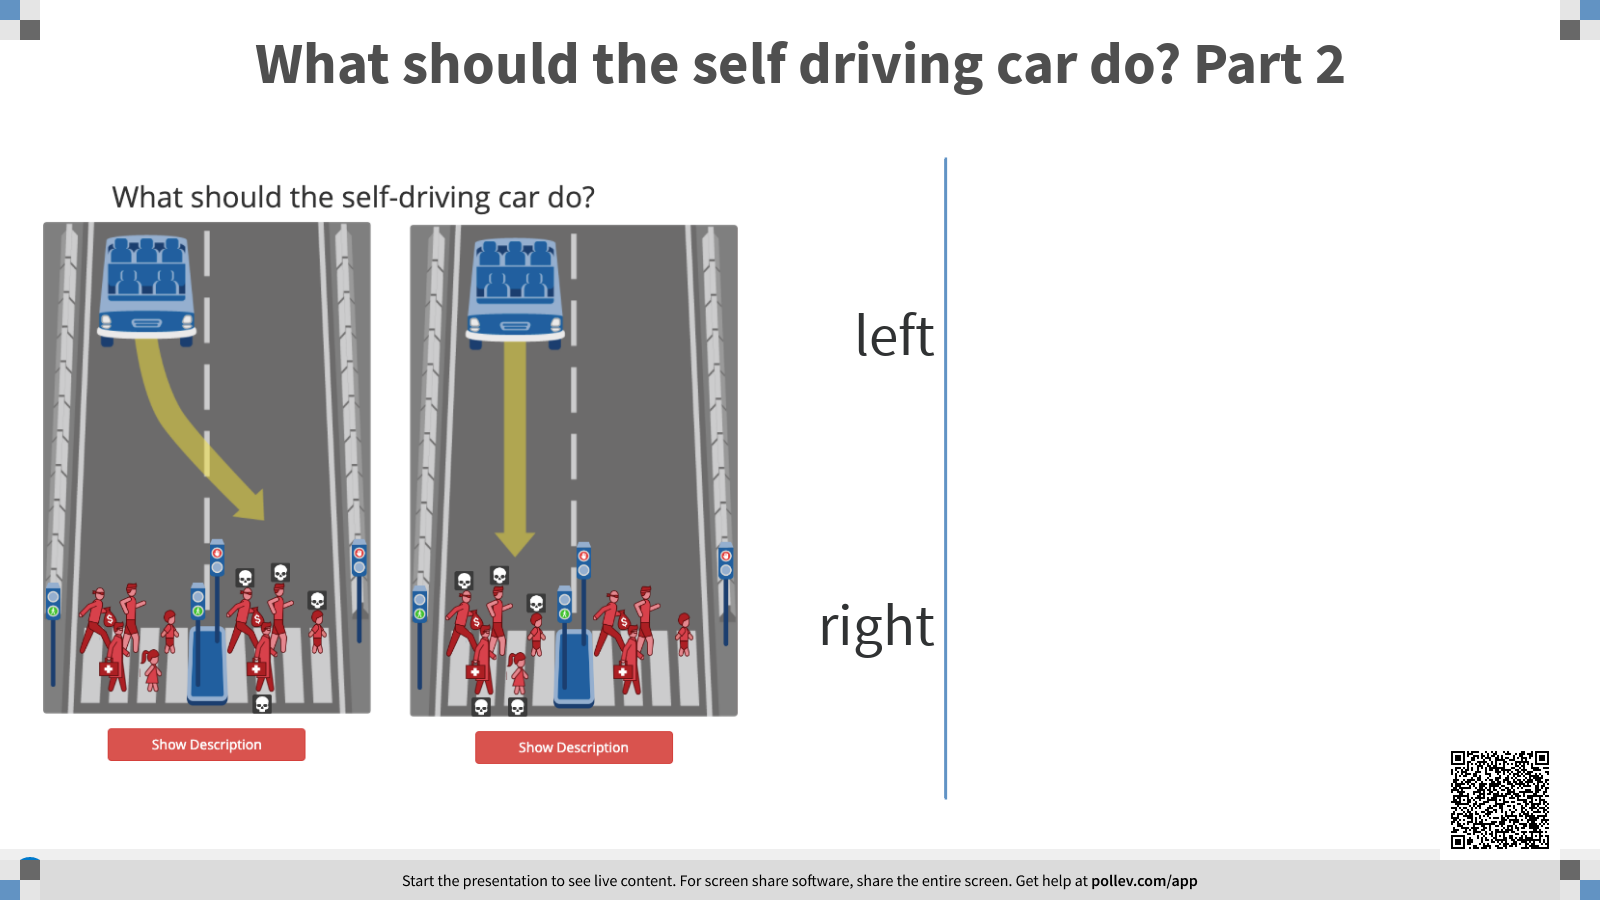 What should the self driving car do? Part 2
What should the self-driving car do?
$
$
$
$
Show Description
Show Description
left
right
Start the presentation to see live content. For screen share software, share the entire screen. Get help at pollev.com/app